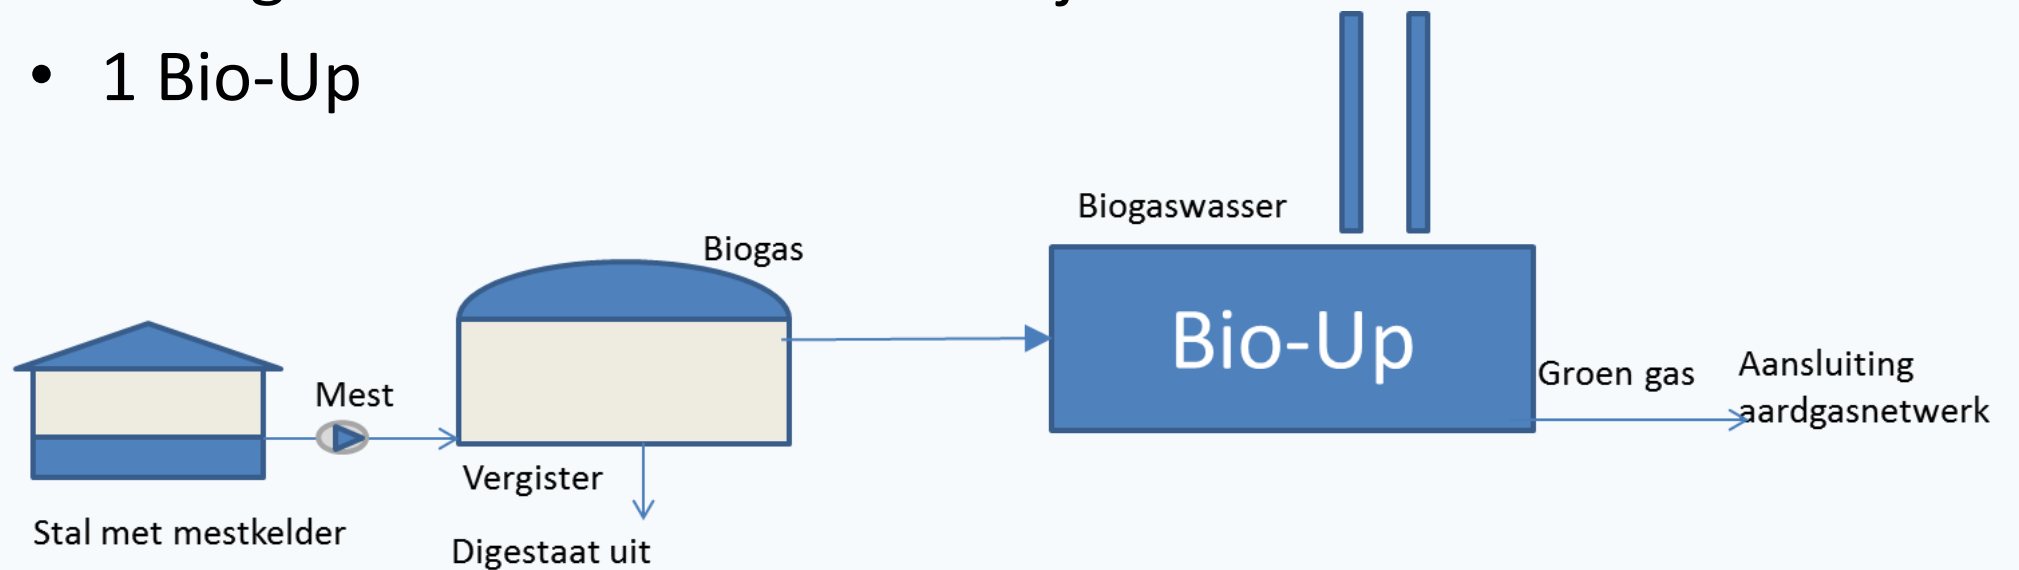 • 1 Bio-Up
Biogaswasser
Biogas
Bio-Up
Mest
Groen gas
Aansluiting
aardgasnetwerk
Vergister
Stal met mestkelder
Digestaat uit